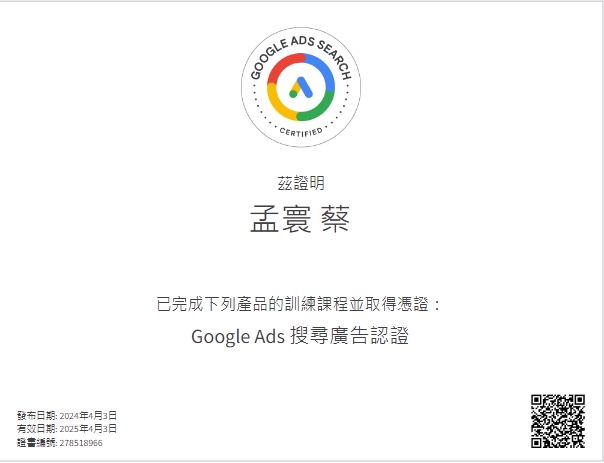 GOOGLE ADS SEARCH
CERTIFIED
茲證明
孟寰 蔡
已完成下列產品的訓練課程並取得憑證：
Google Ads 搜尋廣告認證
發布日期: 2024年4月3日
有效日期: 2025年4月3日
證書編號: 278518966